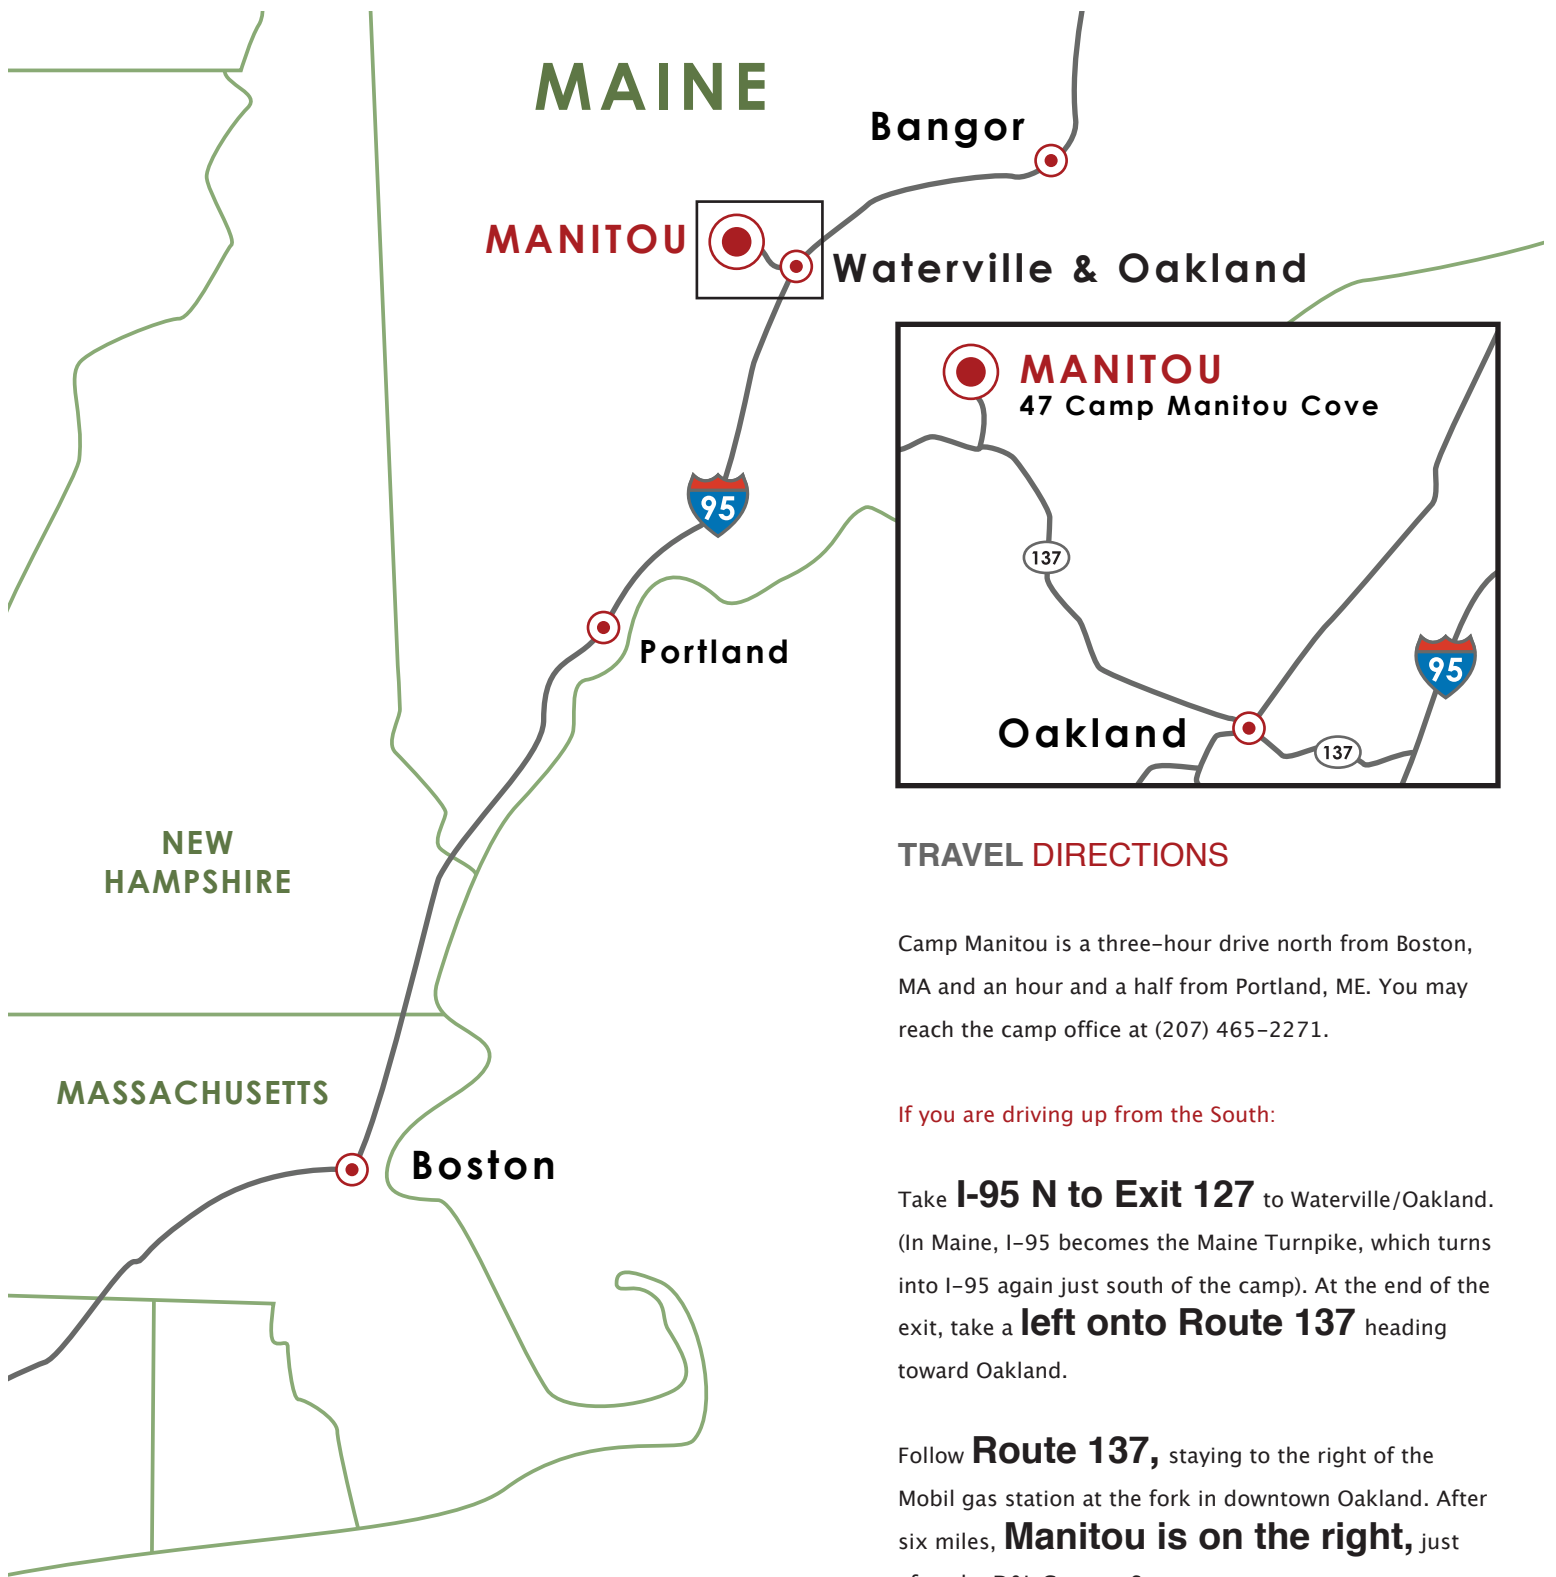 MAINE
Bangor
MANITOU
Waterville & Oakland
MANITOU
47 Camp Manitou Cove
95
137
Portland
95
Oakland
137
NEW
HAMPSHIRE
MASSACHUSETTS
Boston
TRAVEL DIRECTIONS
Camp Manitou is a three-hour drive north from Boston,
MA and an hour and a half from Portland, ME. You may
reach the camp office at (207) 465-2271.
If you are driving up from the South:
Take I-95 N to Exit 127 to Waterville/Oakland.
(In Maine, I-95 becomes the Maine Turnpike, which turns
into I-95 again just south of the camp). At the end of the
exit, take a left onto Route 137 heading
toward Oakland.
Follow Route 137, staying to the right of the
Mobil gas station at the fork in downtown Oakland. After
six miles, Manitou is on the right, just